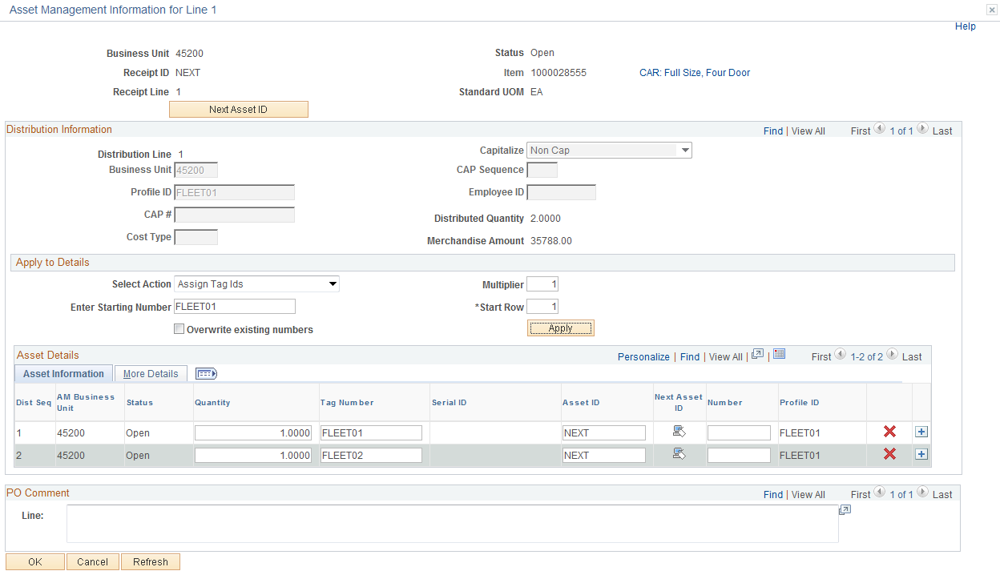 Asset Management Information for Line 1
Help
Business Unit 45200 Status Open
Receipt ID NEXT Item 1000028555 CAR: Full Size, Four Door
Receipt Line 1 Standard UOM EA
Next Asset ID
Distribution Information Find | View All First 1 of 1 Last
Distribution Line 1 Capitalize Non Cap
Business Unit 45200 CAP Sequence
Profile ID FLEET01 Employee ID
CAP # Distributed Quantity 2.0000
Cost Type Merchandise Amount 35788.00
Apply to Details
Select Action Assign Tag Ids Multiplier 1
Enter Starting Number FLEET01 *Start Row 1
Overwrite existing numbers Apply
Asset Details Personalize | Find | View All | | First 1-2 of 2 Last
Asset Information More Details
Dist Seq AM Business Unit Status Quantity Tag Number Serial ID Asset ID Next Asset ID Number Profile ID
1 45200 Open 1.0000 FLEET01 NEXT FLEET01
2 45200 Open 1.0000 FLEET02 NEXT FLEET01
PO Comment Find | View All First 1 of 1 Last
Line:
OK Cancel Refresh